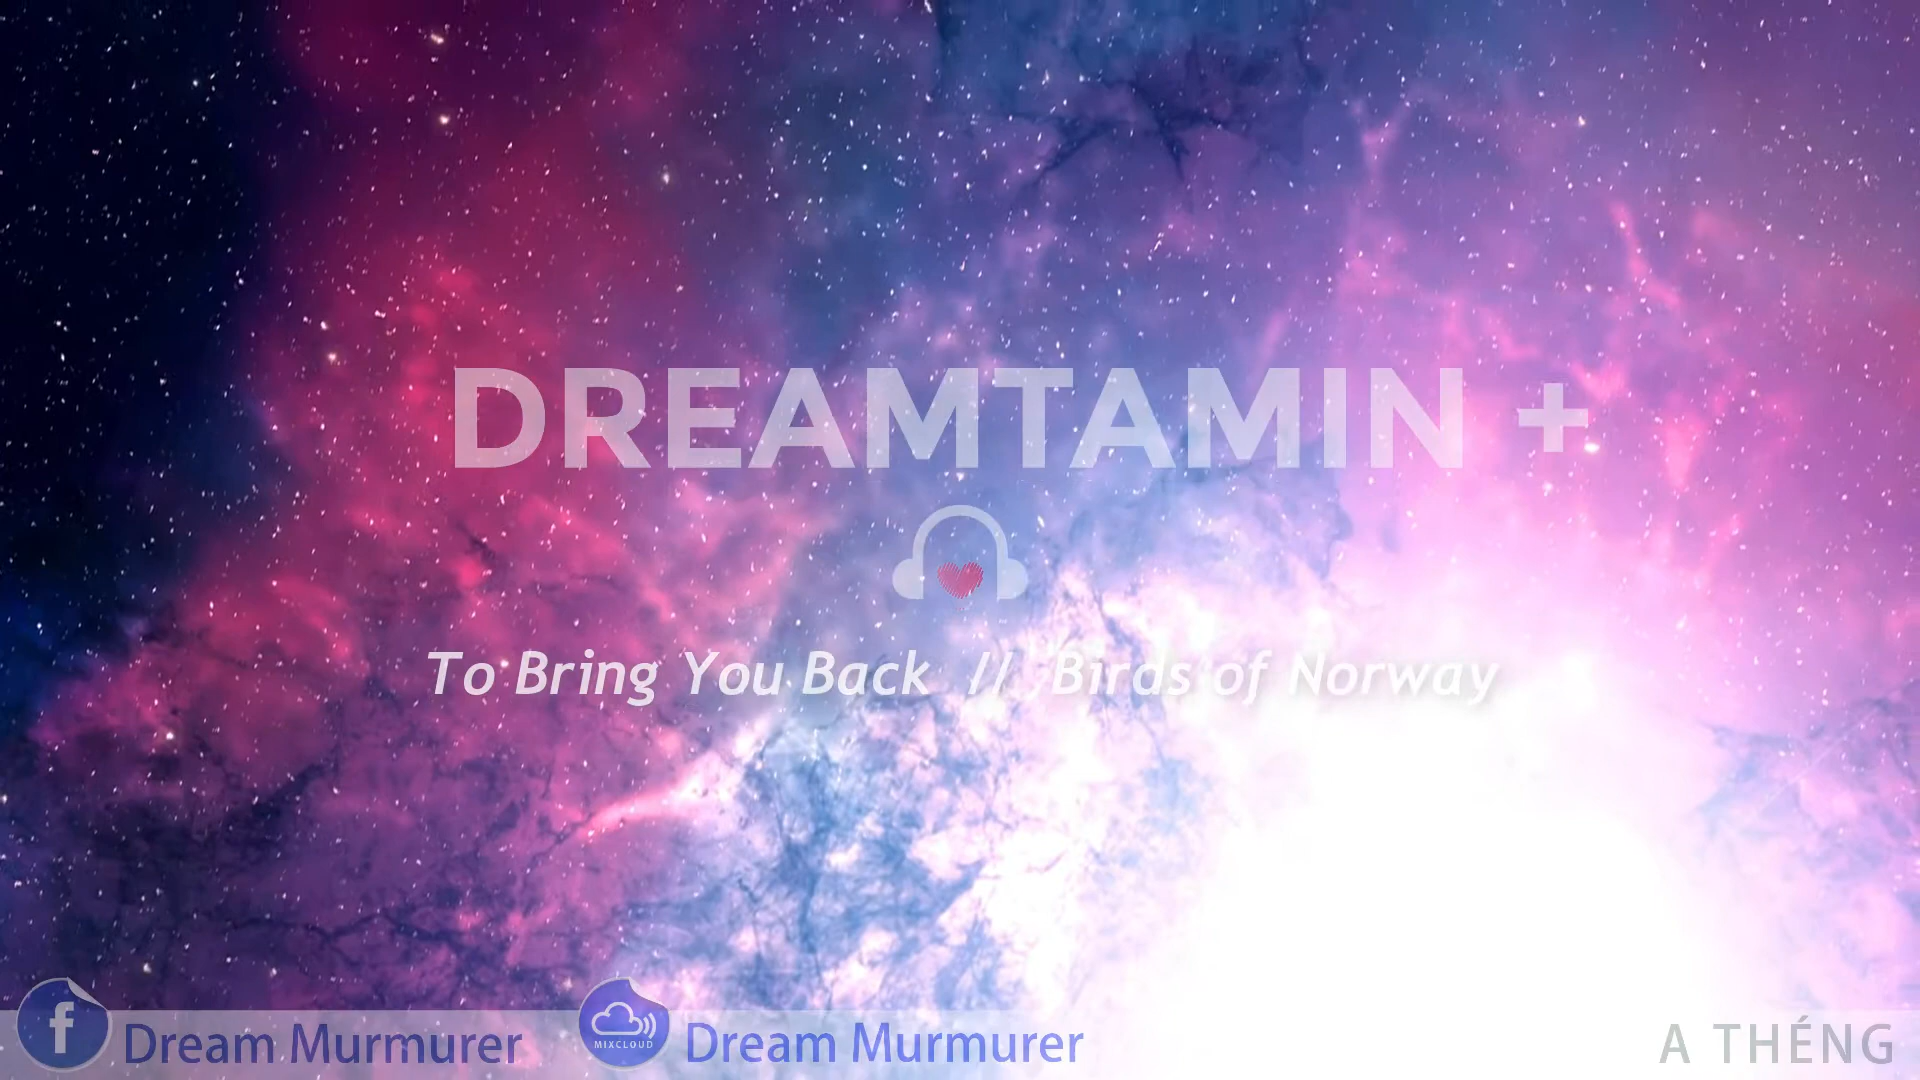 DREAMTAMIN +
To Bring You Back // Birds of Norway
f Dream Murmurer
MIXCLOUD Dream Murmurer
A THÉNG